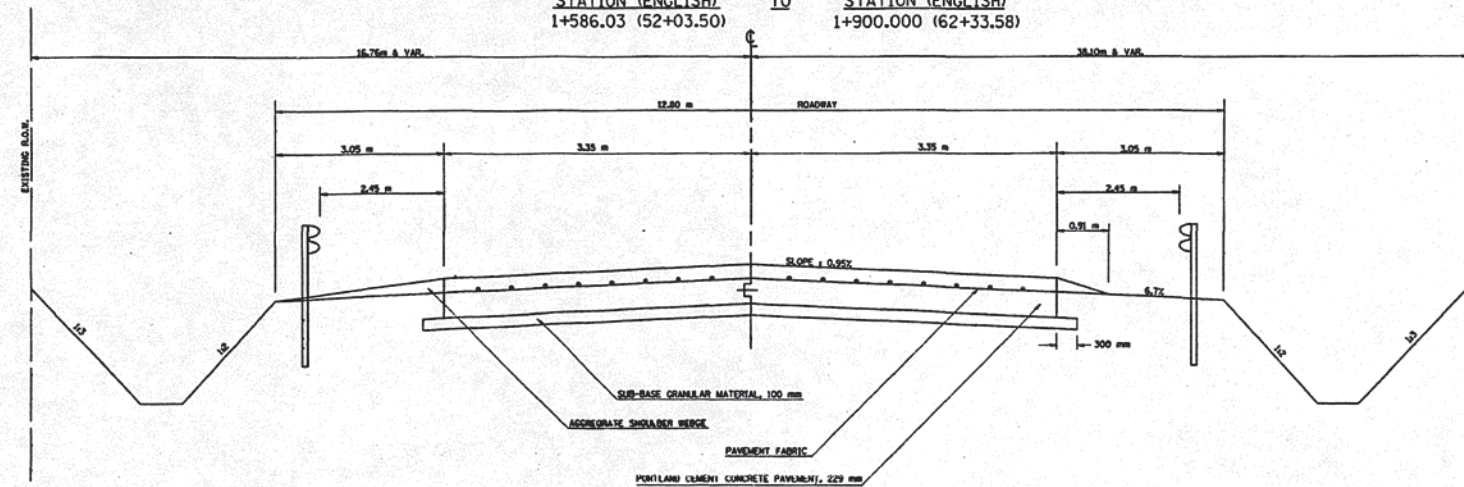 STATION (ENGLISH) TO STATION (ENGLISH)
1+586.03 (52+03.50) 1+900.000 (62+33.58)
℄
16.76m & VAR. 38.10m & VAR.
12.80 m ROADWAY
EXISTING R.O.W.
3.05 m 3.35 m 3.35 m 3.05 m
2.45 m 2.45 m
0.91 m
SLOPE : 0.95%
6.7%
1:3 1:2 1:2 1:3
300 mm
SUB-BASE GRANULAR MATERIAL, 100 mm
AGGREGRATE SHOULDER WEDGE
PAVEMENT FABRIC
PORTLAND CEMENT CONCRETE PAVEMENT, 229 mm